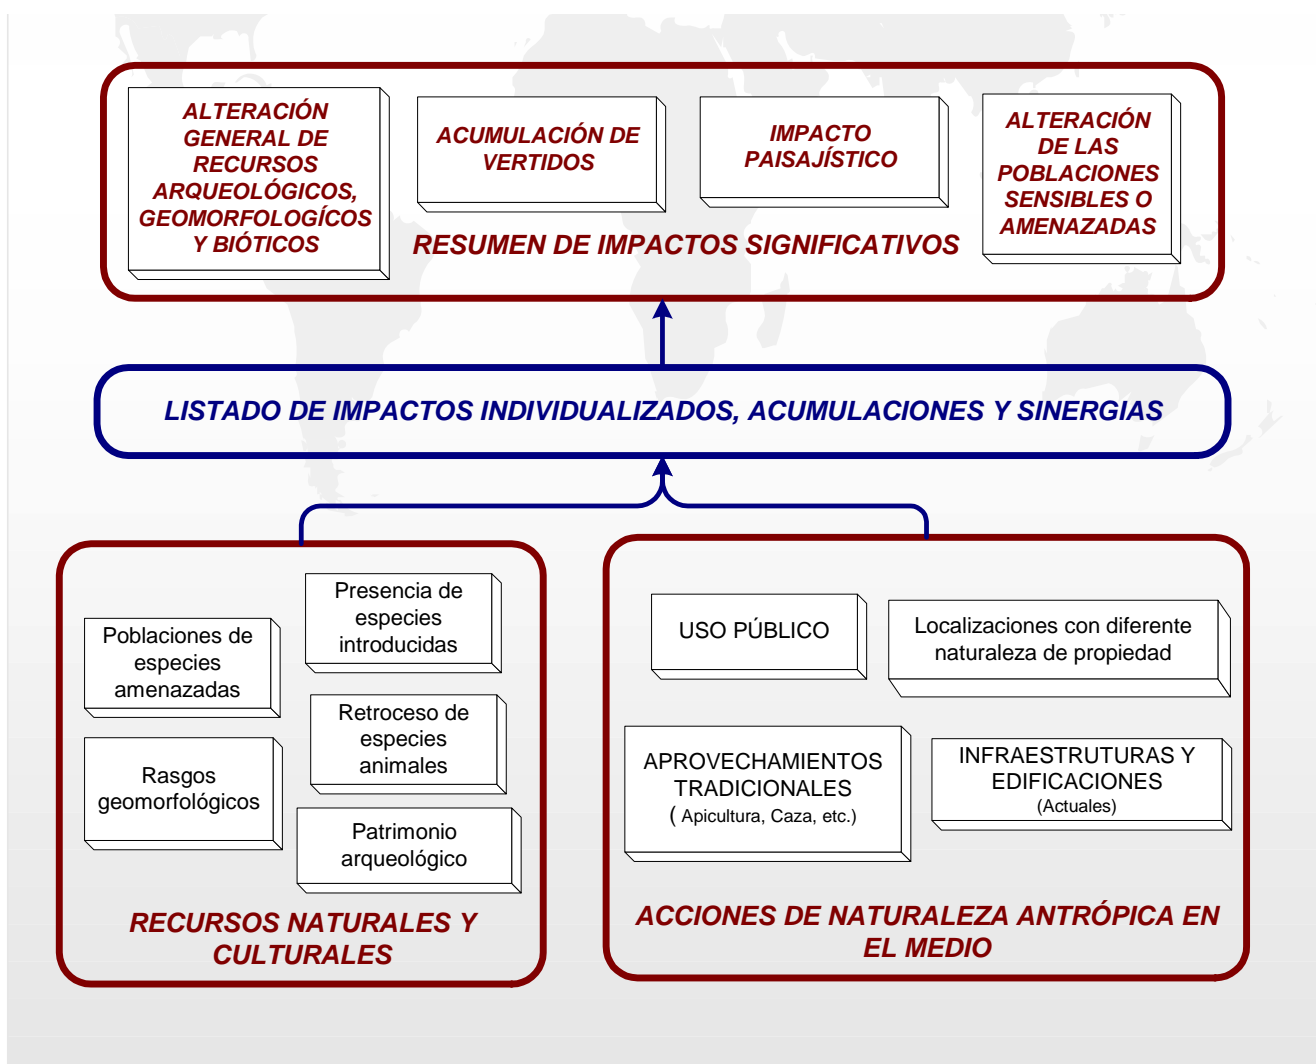 ALTERACIÓN
GENERAL DE
RECURSOS
ARQUEOLÓGICOS,
GEOMORFOLOGÍCOS
Y BIÓTICOS
ACUMULACIÓN DE
VERTIDOS
IMPACTO
PAISAJÍSTICO
ALTERACIÓN
DE LAS
POBLACIONES
SENSIBLES O
AMENAZADAS
RESUMEN DE IMPACTOS SIGNIFICATIVOS
LISTADO DE IMPACTOS INDIVIDUALIZADOS, ACUMULACIONES Y SINERGIAS
Presencia de
especies
introducidas
Poblaciones de
especies
amenazadas
Retroceso de
especies
animales
Rasgos
geomorfológicos
Patrimonio
arqueológico
RECURSOS NATURALES Y
CULTURALES
USO PÚBLICO
Localizaciones con diferente
naturaleza de propiedad
APROVECHAMIENTOS
TRADICIONALES
( Apicultura, Caza, etc.)
INFRAESTRUTURAS Y
EDIFICACIONES
(Actuales)
ACCIONES DE NATURALEZA ANTRÓPICA EN
EL MEDIO